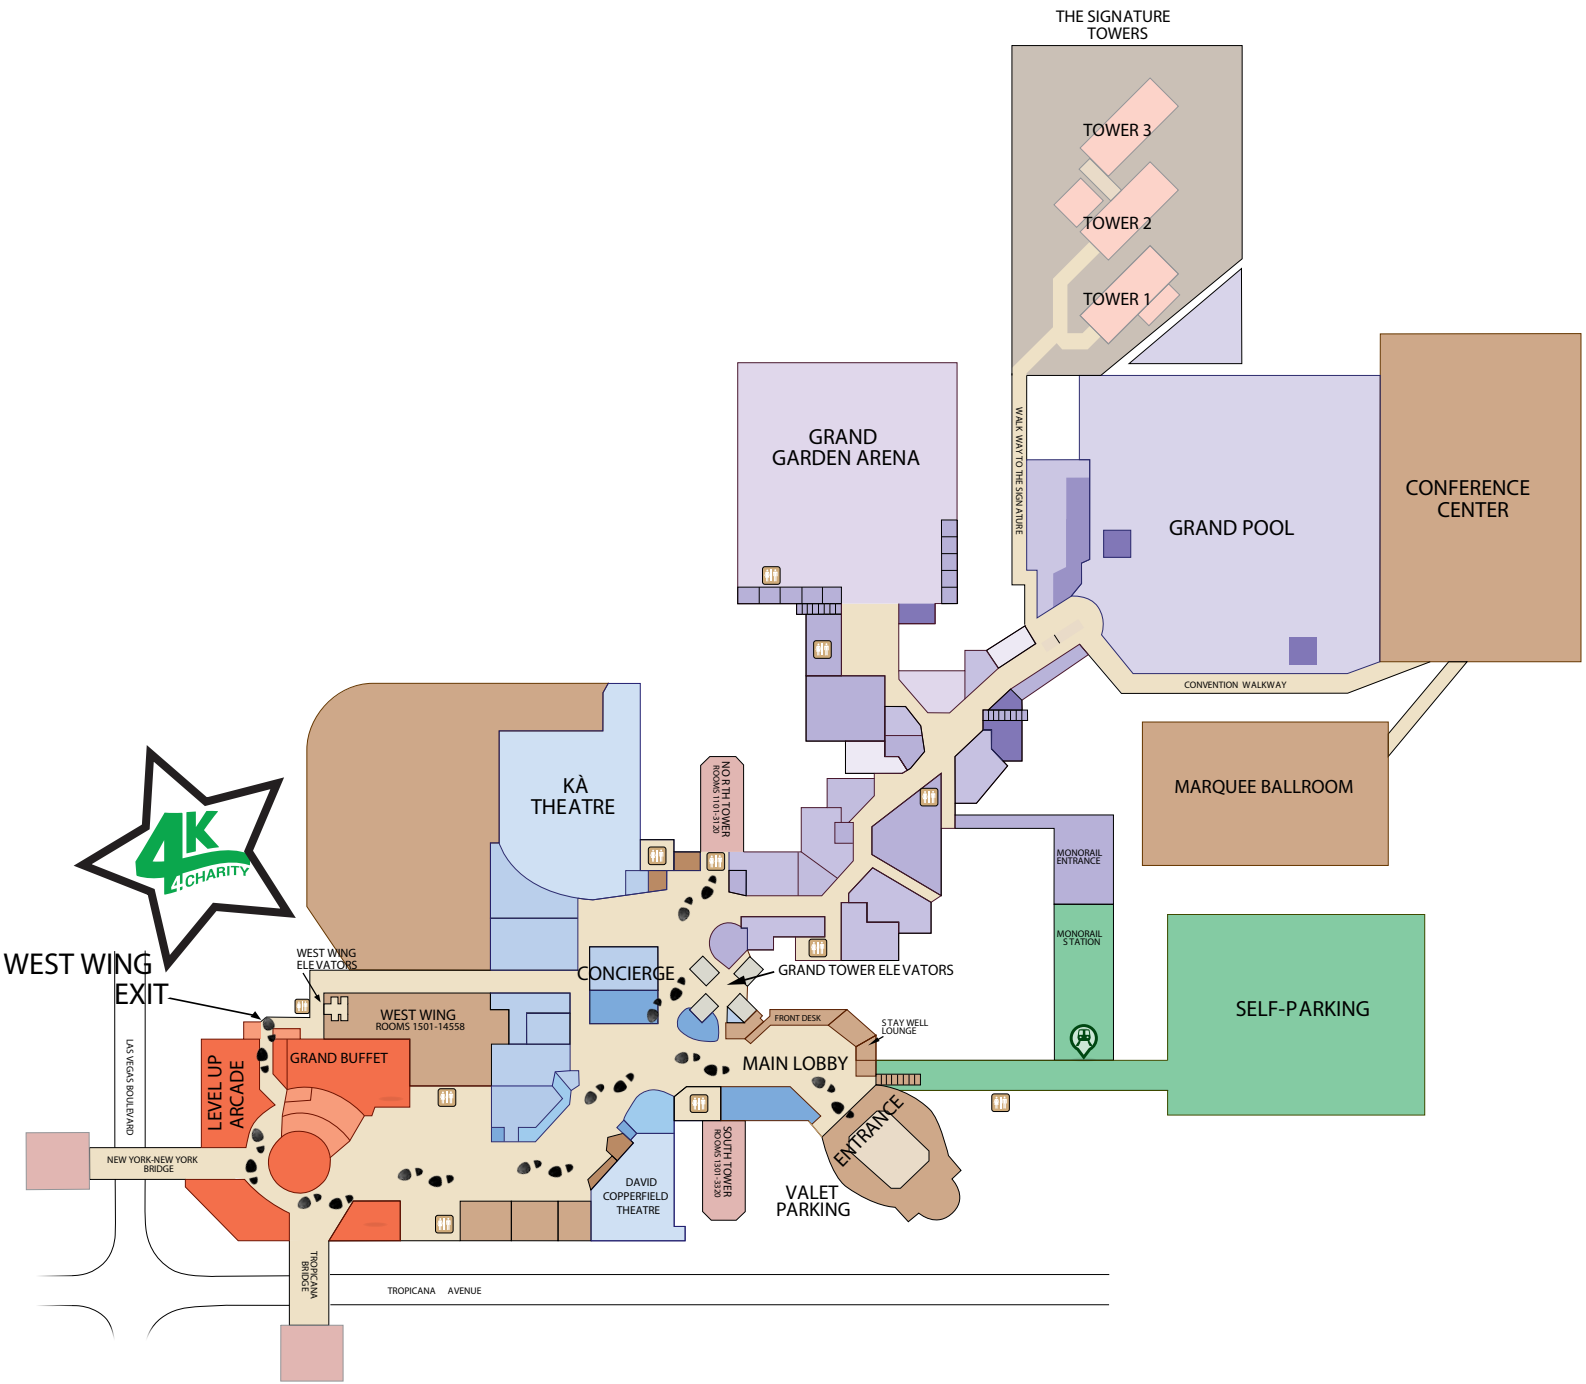 THE SIGNATURE
TOWERS
TOWER 3
TOWER 2
TOWER 1
WALK WAY TO THE SIGNATURE
GRAND
GARDEN ARENA
GRAND POOL
CONFERENCE
CENTER
CONVENTION WALKWAY
MARQUEE BALLROOM
KÀ
THEATRE
NORTH TOWER
ROOMS 1101-3120
MONORAIL
ENTRANCE
MONORAIL
STATION
SELF-PARKING
4K
4 CHARITY
WEST WING
EXIT
WEST WING
ELEVATORS
CONCIERGE
GRAND TOWER ELEVATORS
WEST WING
ROOMS 1501-14558
FRONT DESK
STAY WELL
LOUNGE
MAIN LOBBY
GRAND BUFFET
LEVEL UP
ARCADE
LAS VEGAS BOULEVARD
NEW YORK-NEW YORK
BRIDGE
ENTRANCE
VALET
PARKING
SOUTH TOWER
ROOMS 1301-3320
DAVID
COPPERFIELD
THEATRE
TROPICANA
BRIDGE
TROPICANA AVENUE